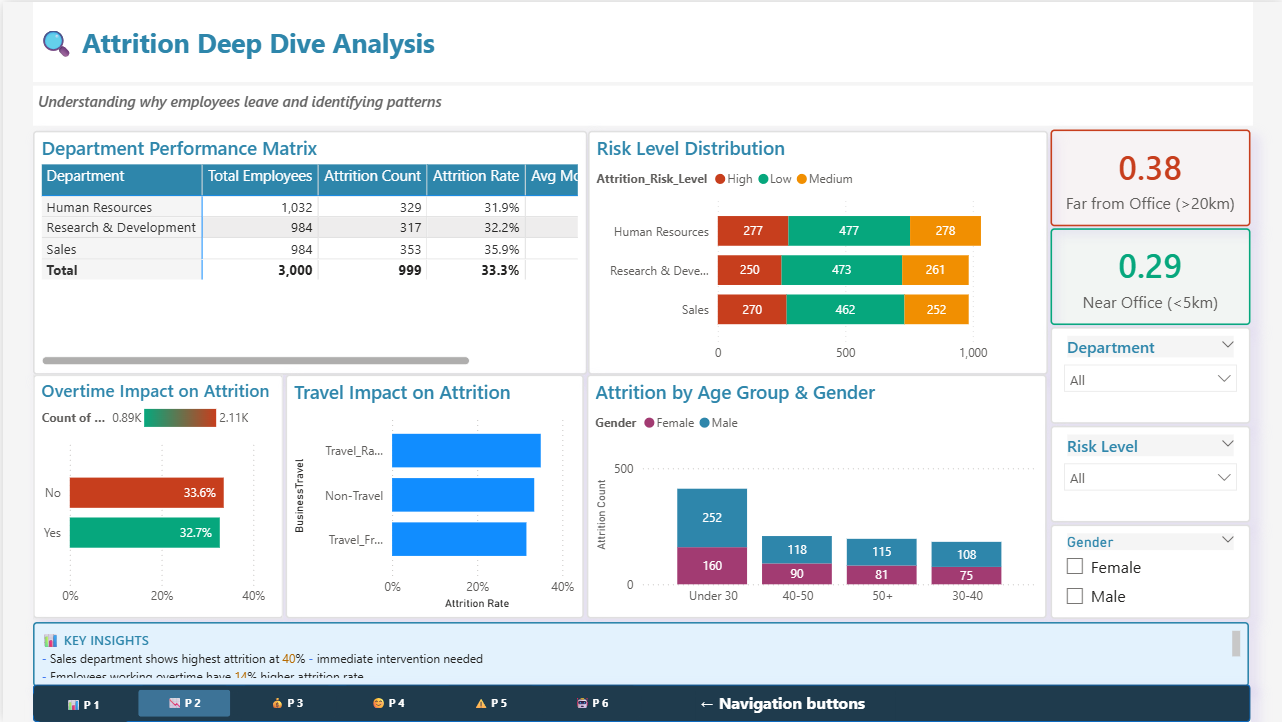 Attrition Deep Dive Analysis
Understanding why employees leave and identifying patterns
Department Performance Matrix
Department Total Employees Attrition Count Attrition Rate Avg Mo
Human Resources 1,032 329 31.9%
Research & Development 984 317 32.2%
Sales 984 353 35.9%
Total 3,000 999 33.3%
Risk Level Distribution
Attrition_Risk_Level High Low Medium
Human Resources 277 477 278
Research & Deve... 250 473 261
Sales 270 462 252
0 500 1,000
0.38
Far from Office (>20km)
0.29
Near Office (<5km)
Department
All
Risk Level
All
Gender
Female
Male
Overtime Impact on Attrition
Count of ... 0.89K 2.11K
No 33.6%
Yes 32.7%
0% 20% 40%
Travel Impact on Attrition
BusinessTravel
Travel_Ra...
Non-Travel
Travel_Fr...
0% 20% 40%
Attrition Rate
Attrition by Age Group & Gender
Gender Female Male
Attrition Count
500
0
252 118 115 108
160 90 81 75
Under 30 40-50 50+ 30-40
KEY INSIGHTS
- Sales department shows highest attrition at 40% - immediate intervention needed
- Employees working overtime have 14% higher attrition rate
P 1 P 2 P 3 P 4 P 5 P 6 ← Navigation buttons